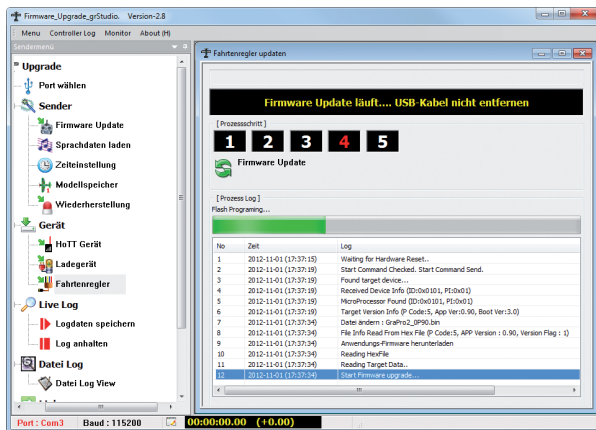 Firmware_Upgrade_grStudio. Version-2.8
Menu Controller Log Monitor About (H)
Sendermenü
Upgrade
Port wählen
Sender
Firmware Update
Sprachdaten laden
Zeiteinstellung
Modellspeicher
Wiederherstellung
Gerät
HoTT Gerät
Ladegerät
Fahrtenregler
Live Log
Logdaten speichern
Log anhalten
Datei Log
Datei Log View
Fahrtenregler updaten
Firmware Update läuft.... USB-Kabel nicht entfernen
[Prozessschritt]
1 2 3 4 5
Firmware Update
[Prozess Log]
Flash Programing...
No Zeit Log
1 2012-11-01 (17:37:15) Waiting for Hardware Reset..
2 2012-11-01 (17:37:19) Start Command Checked. Start Command Send.
3 2012-11-01 (17:37:19) Found target device...
4 2012-11-01 (17:37:19) Received Device Info (ID:0x0101, PI:0x01)
5 2012-11-01 (17:37:19) MicroProcessor Found (ID:0x0101, PI:0x01)
6 2012-11-01 (17:37:19) Target Version Info (P Code:5, App Ver:0.90, Boot Ver:3.0)
7 2012-11-01 (17:37:34) Datei ändern : GraPro2_0P90.bin
8 2012-11-01 (17:37:34) File Info Read From Hex File (P Code:5, APP Version : 0.90, Version Flag : 1)
9 2012-11-01 (17:37:34) Anwendungs-Firmware herunterladen
10 2012-11-01 (17:37:34) Reading HexFile
11 2012-11-01 (17:37:34) Reading Target Data..
12 2012-11-01 (17:37:34) Start Firmware upgrade...
Port : Com3 Baud : 115200 00:00:00.00 (+0.00)